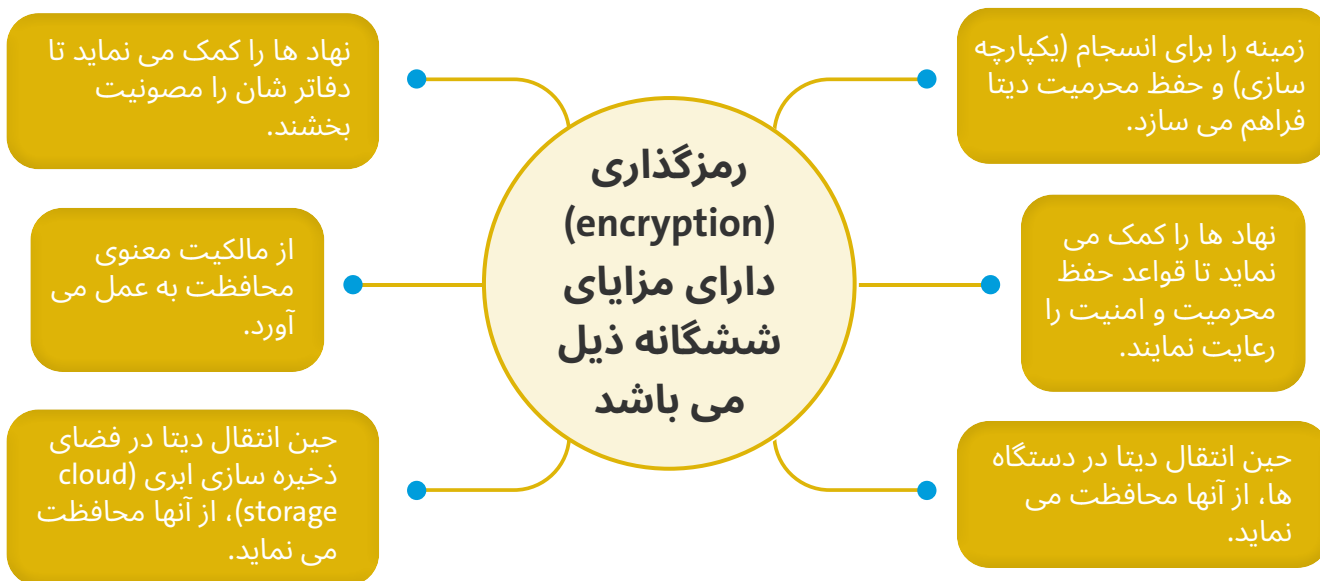 رمزگذاری
(encryption)
دارای مزایای
ششگانه ذیل
می باشد
زمینه را برای انسجام (یکپارچه
سازی) و حفظ محرمیت دیتا
فراهم می سازد.
نهاد ها را کمک می
نماید تا قواعد حفظ
محرمیت و امنیت را
رعایت نمایند.
حین انتقال دیتا در دستگاه
ها، از آنها محافظت می
نماید.
نهاد ها را کمک می نماید تا
دفاتر شان را مصونیت
بخشند.
از مالکیت معنوی
محافظت به عمل می
آورد.
حین انتقال دیتا در فضای
ذخیره سازی ابری (cloud
storage)، از آنها محافظت
می نماید.